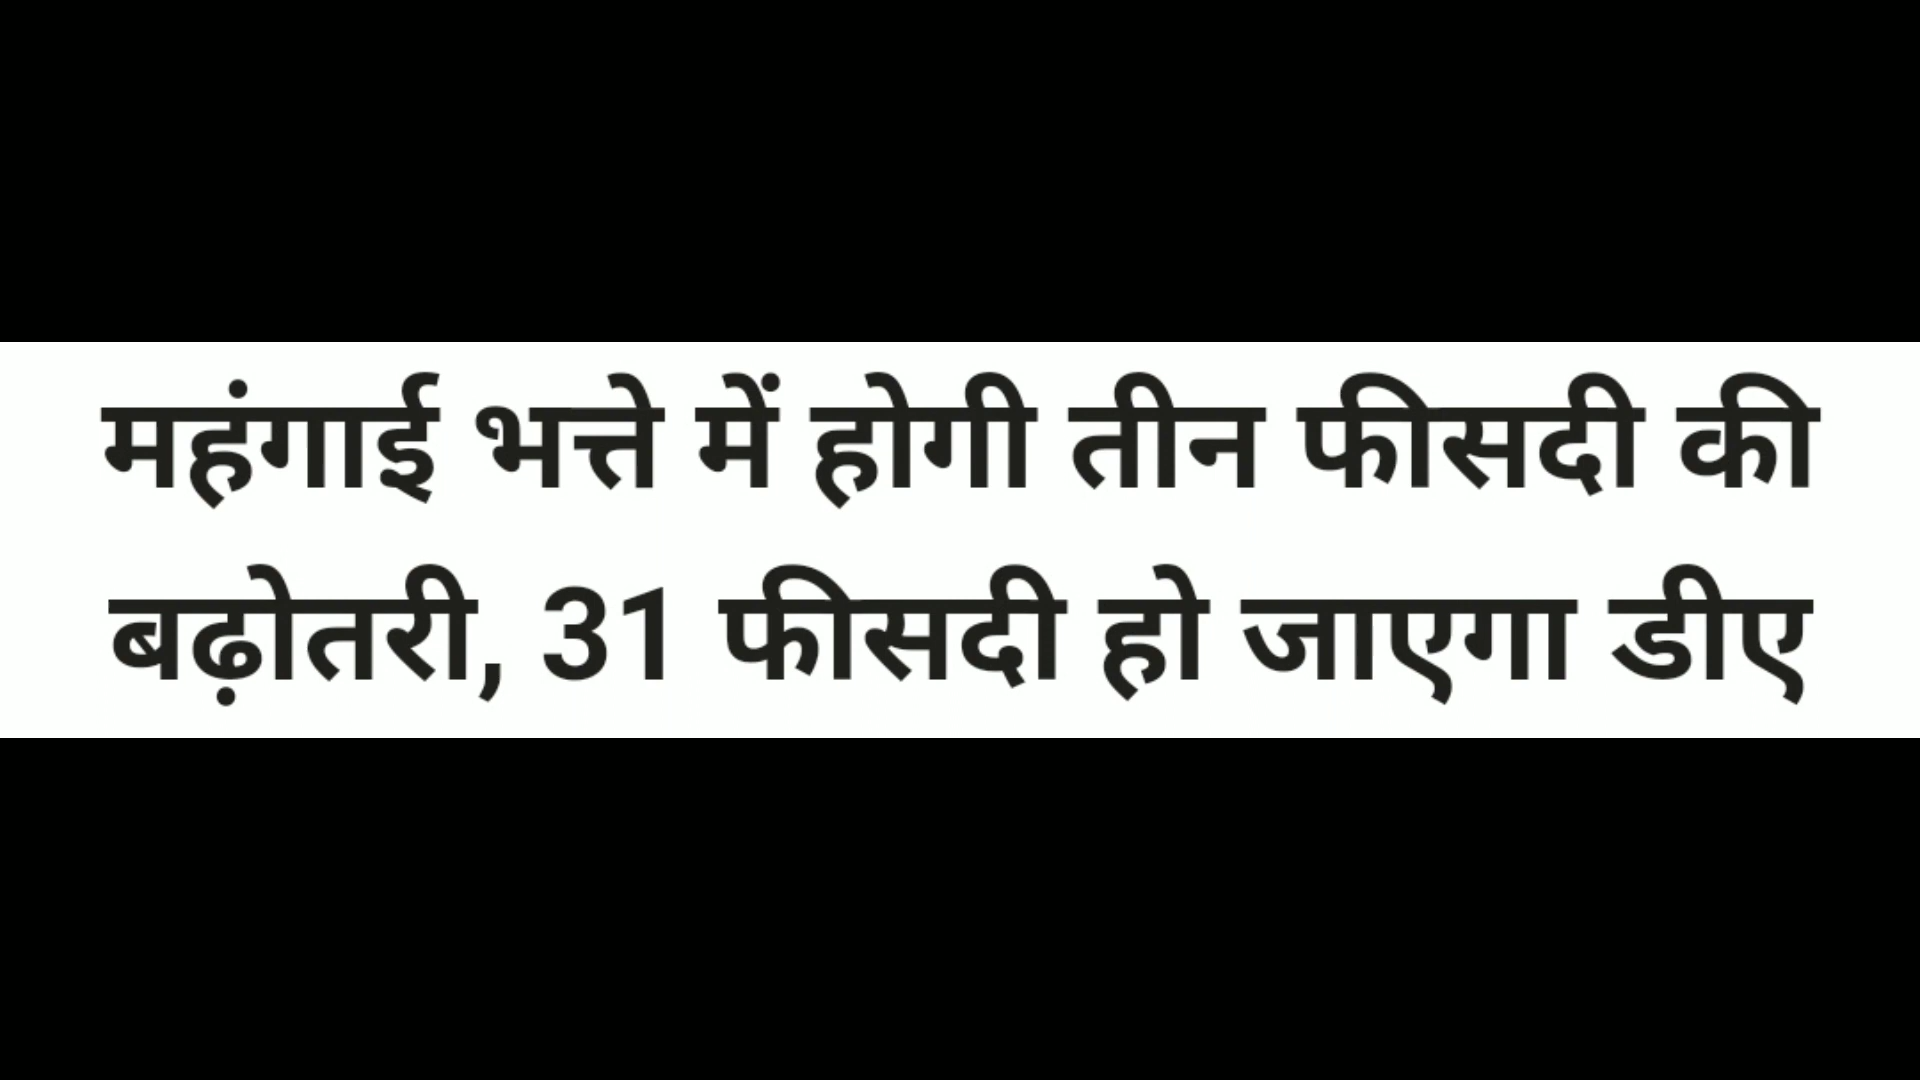 महंगाई भत्ते में होगी तीन फीसदी की
बढ़ोतरी, 31 फीसदी हो जाएगा डीए